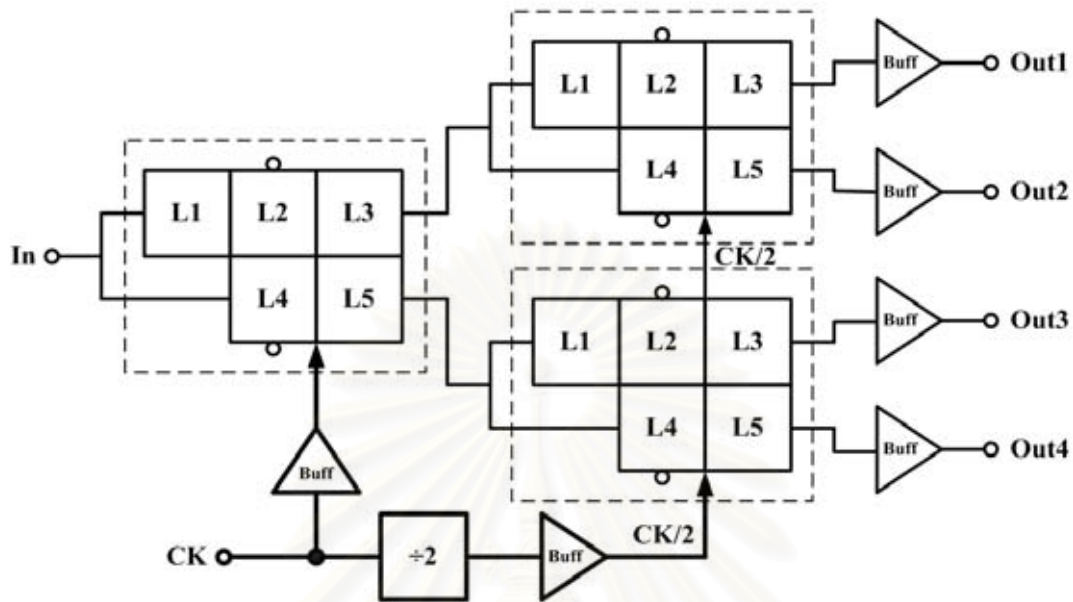 L1 L2 L3 Buff Out1
L4 L5 Buff Out2
L1 L2 L3
In
L4 L5
CK/2
L1 L2 L3 Buff Out3
L4 L5 Buff Out4
Buff
CK/2
CK ÷2 Buff